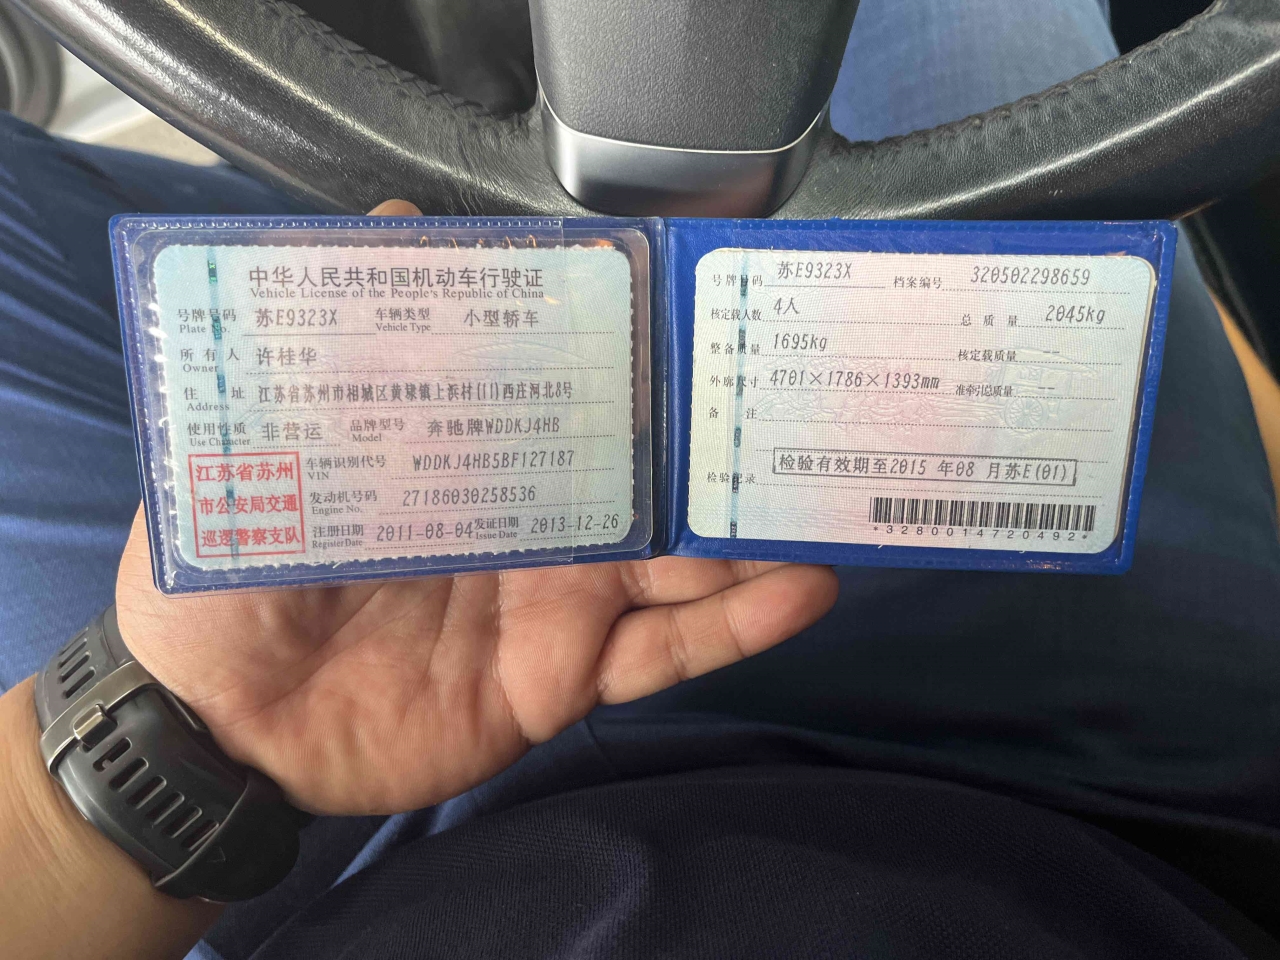 中华人民共和国机动车行驶证
Vehicle License of the People's Republic of China
号牌号码 苏E9323X 车辆类型 小型轿车
Plate No. Vehicle Type
所有人 许桂华
Owner
住址 江苏省苏州市相城区黄埭镇上浜村(11)西庄河北8号
Address
使用性质 非营运 品牌型号 奔驰牌WDDKJ4HB
Use Character Model
江苏省苏州
市公安局交通
巡逻警察支队
车辆识别代号 WDDKJ4HB5BF127187
VIN
发动机号码 27186030258536
Engine No.
注册日期 2011-08-04 发证日期 2013-12-26
Register Date Issue Date
号牌号码 苏E9323X 档案编号 320502298659
核定载人数 4人 总质量 2045kg
整备质量 1695kg 核定载质量 --
外廓尺寸 4701×1786×1393mm 准牵引总质量 --
备注
检验记录 检验有效期至2015 年08 月苏E(01)
*3280014720492*